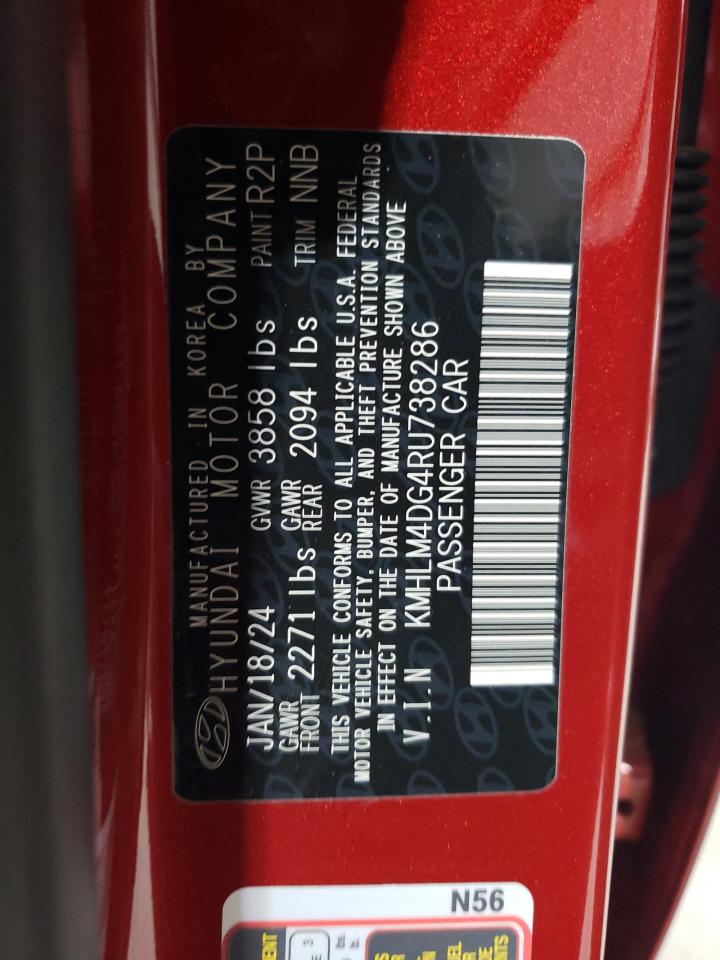 MANUFACTURED IN KOREA BY
HYUNDAI MOTOR COMPANY
JAN/18/24 GVWR 3858 lbs PAINT R2P
GAWR FRONT 2271 lbs GAWR REAR 2094 lbs TRIM NNB
THIS VEHICLE CONFORMS TO ALL APPLICABLE U.S.A. FEDERAL
MOTOR VEHICLE SAFETY, BUMPER, AND THEFT PREVENTION STANDARDS
IN EFFECT ON THE DATE OF MANUFACTURE SHOWN ABOVE
V.I.N KMHLM4DG4RU738286
PASSENGER CAR
N56